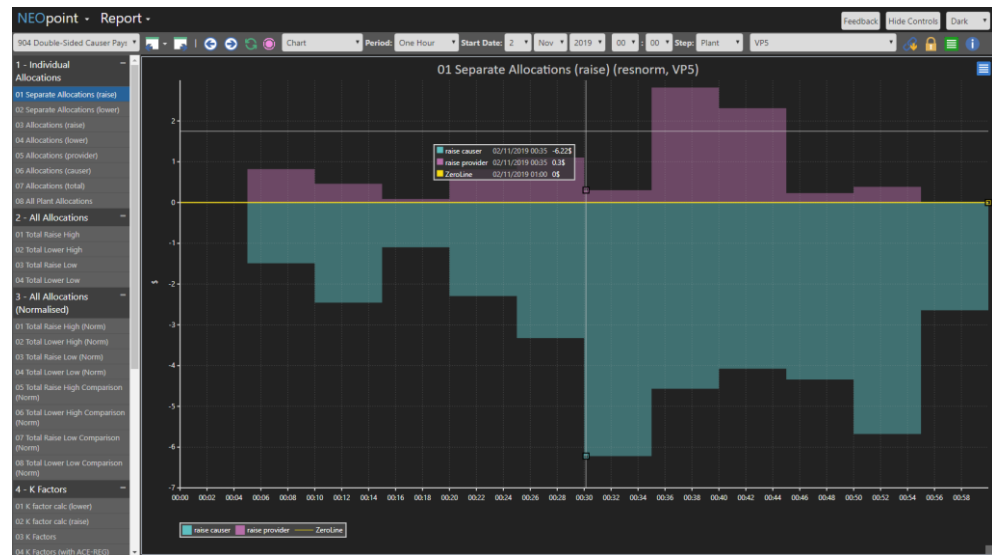 NEOpoint Report
Feedback Hide Controls Dark
904 Double-Sided Causer Pays Chart Period: One Hour Start Date: 2 Nov 2019 00 : 00 Step: Plant VP5
1 - Individual
Allocations
01 Separate Allocations (raise)
02 Separate Allocations (lower)
03 Allocations (raise)
04 Allocations (lower)
05 Allocations (provider)
06 Allocations (causer)
07 Allocations (total)
08 All Plant Allocations
2 - All Allocations
01 Total Raise High
02 Total Lower High
03 Total Raise Low
04 Total Lower Low
3 - All Allocations
(Normalised)
01 Total Raise High (Norm)
02 Total Lower High (Norm)
03 Total Raise Low (Norm)
04 Total Lower Low (Norm)
05 Total Raise High Comparison
(Norm)
06 Total Lower High Comparison
(Norm)
07 Total Raise Low Comparison
(Norm)
08 Total Lower Low Comparison
(Norm)
4 - K Factors
01 K factor calc (lower)
02 K factor calc (raise)
03 K Factors
04 K Factors (with ACE-REG)
01 Separate Allocations (raise) (resnorm, VP5)
2
1
0
-1
-2
-3
-4
-5
-6
-7
$
raise causer 02/11/2019 00:35 -6.22$
raise provider 02/11/2019 00:35 0.3$
ZeroLine 02/11/2019 01:00 0$
00:00 00:02 00:04 00:06 00:08 00:10 00:12 00:14 00:16 00:18 00:20 00:22 00:24 00:26 00:28 00:30 00:32 00:34 00:36 00:38 00:40 00:42 00:44 00:46 00:48 00:50 00:52 00:54 00:56 00:58
raise causer raise provider ZeroLine